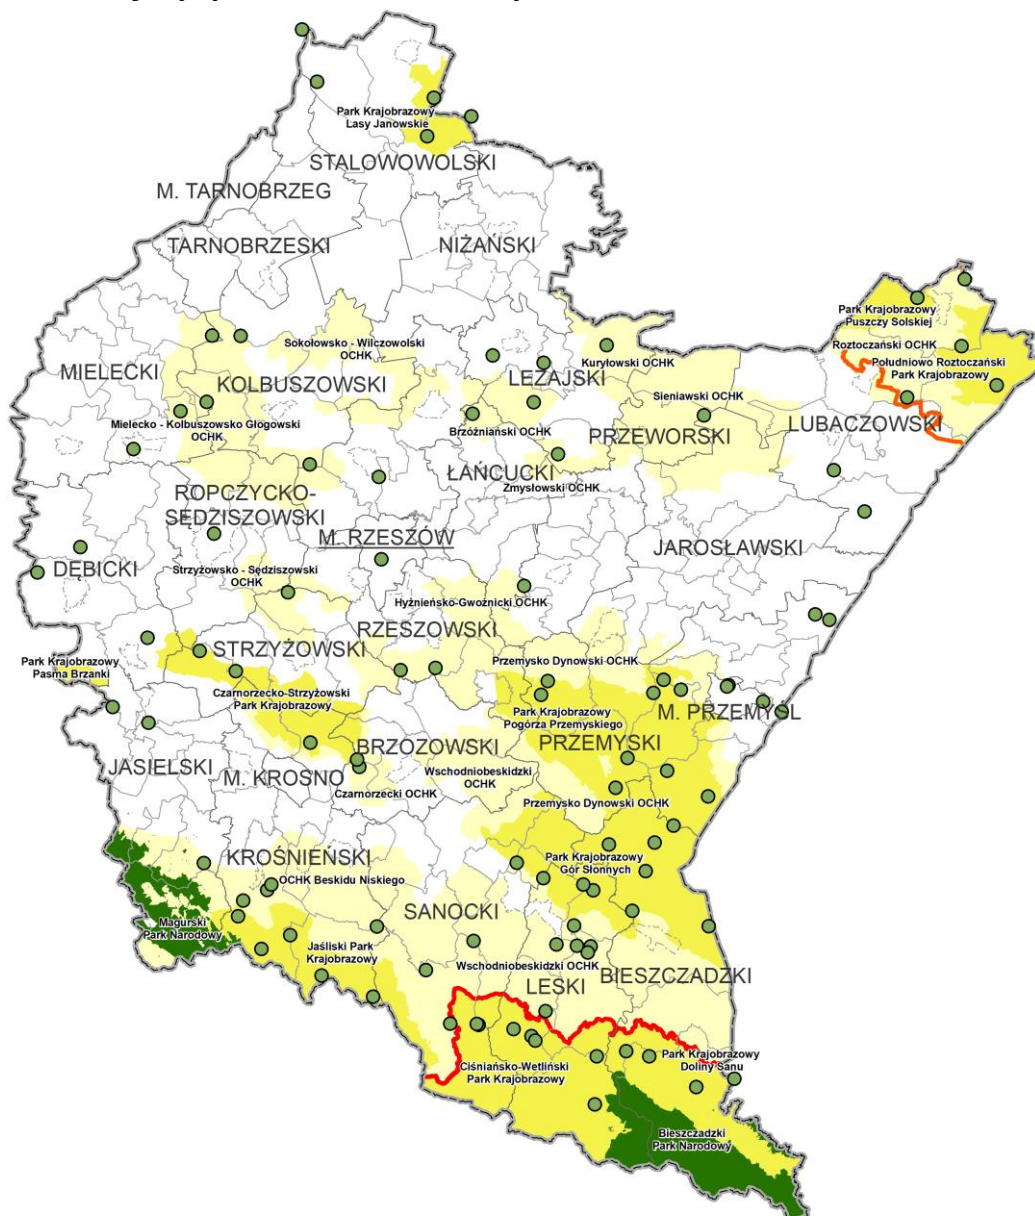 Park Krajobrazowy
Lasy Janowskie
STALOWOWOLSKI
M. TARNOBRZEG
TARNOBRZESKI
NIŻAŃSKI
Park Krajobrazowy
Puszczy Solskiej
Roztoczański OCHK
Południowo Roztoczański
Park Krajobrazowy
Sokołowsko - Wilczowolski
OCHK
Kuryłowski OCHK
MIELECKI
KOLBUSZOWSKI
LEŻAJSKI
Sieniawski OCHK
LUBACZOWSKI
Mielecko - Kolbuszowsko Głogowski
OCHK
Brzóźniański OCHK
PRZEWORSKI
ŁAŃCUCKI
Zmysłowski OCHK
ROPCZYCKO-
SĘDZISZOWSKI
M. RZESZÓW
JAROSŁAWSKI
DĘBICKI
Strzyżowsko - Sędziszowski
OCHK
Hyżnieńsko-Gwoźnicki OCHK
RZESZOWSKI
STRZYŻOWSKI
Park Krajobrazowy
Pasma Brzanki
Przemysko Dynowski OCHK
Czarnorzecko-Strzyżowski
Park Krajobrazowy
Park Krajobrazowy
Pogórza Przemyskiego
M. PRZEMYŚL
PRZEMYSKI
BRZOZOWSKI
JASIELSKI
M. KROSNO
Wschodniobeskidzki
OCHK
Czarnorzecki OCHK
Przemysko Dynowski OCHK
KROŚNIEŃSKI
Park Krajobrazowy
Gór Słonnych
OCHK Beskidu Niskiego
SANOCKI
Magurski
Park Narodowy
Jaśliski Park
Krajobrazowy
Wschodniobeskidzki OCHK
BIESZCZADZKI
LESKI
Park Krajobrazowy
Doliny Sanu
Ciśniańsko-Wetliński
Park Krajobrazowy
Bieszczadzki
Park Narodowy